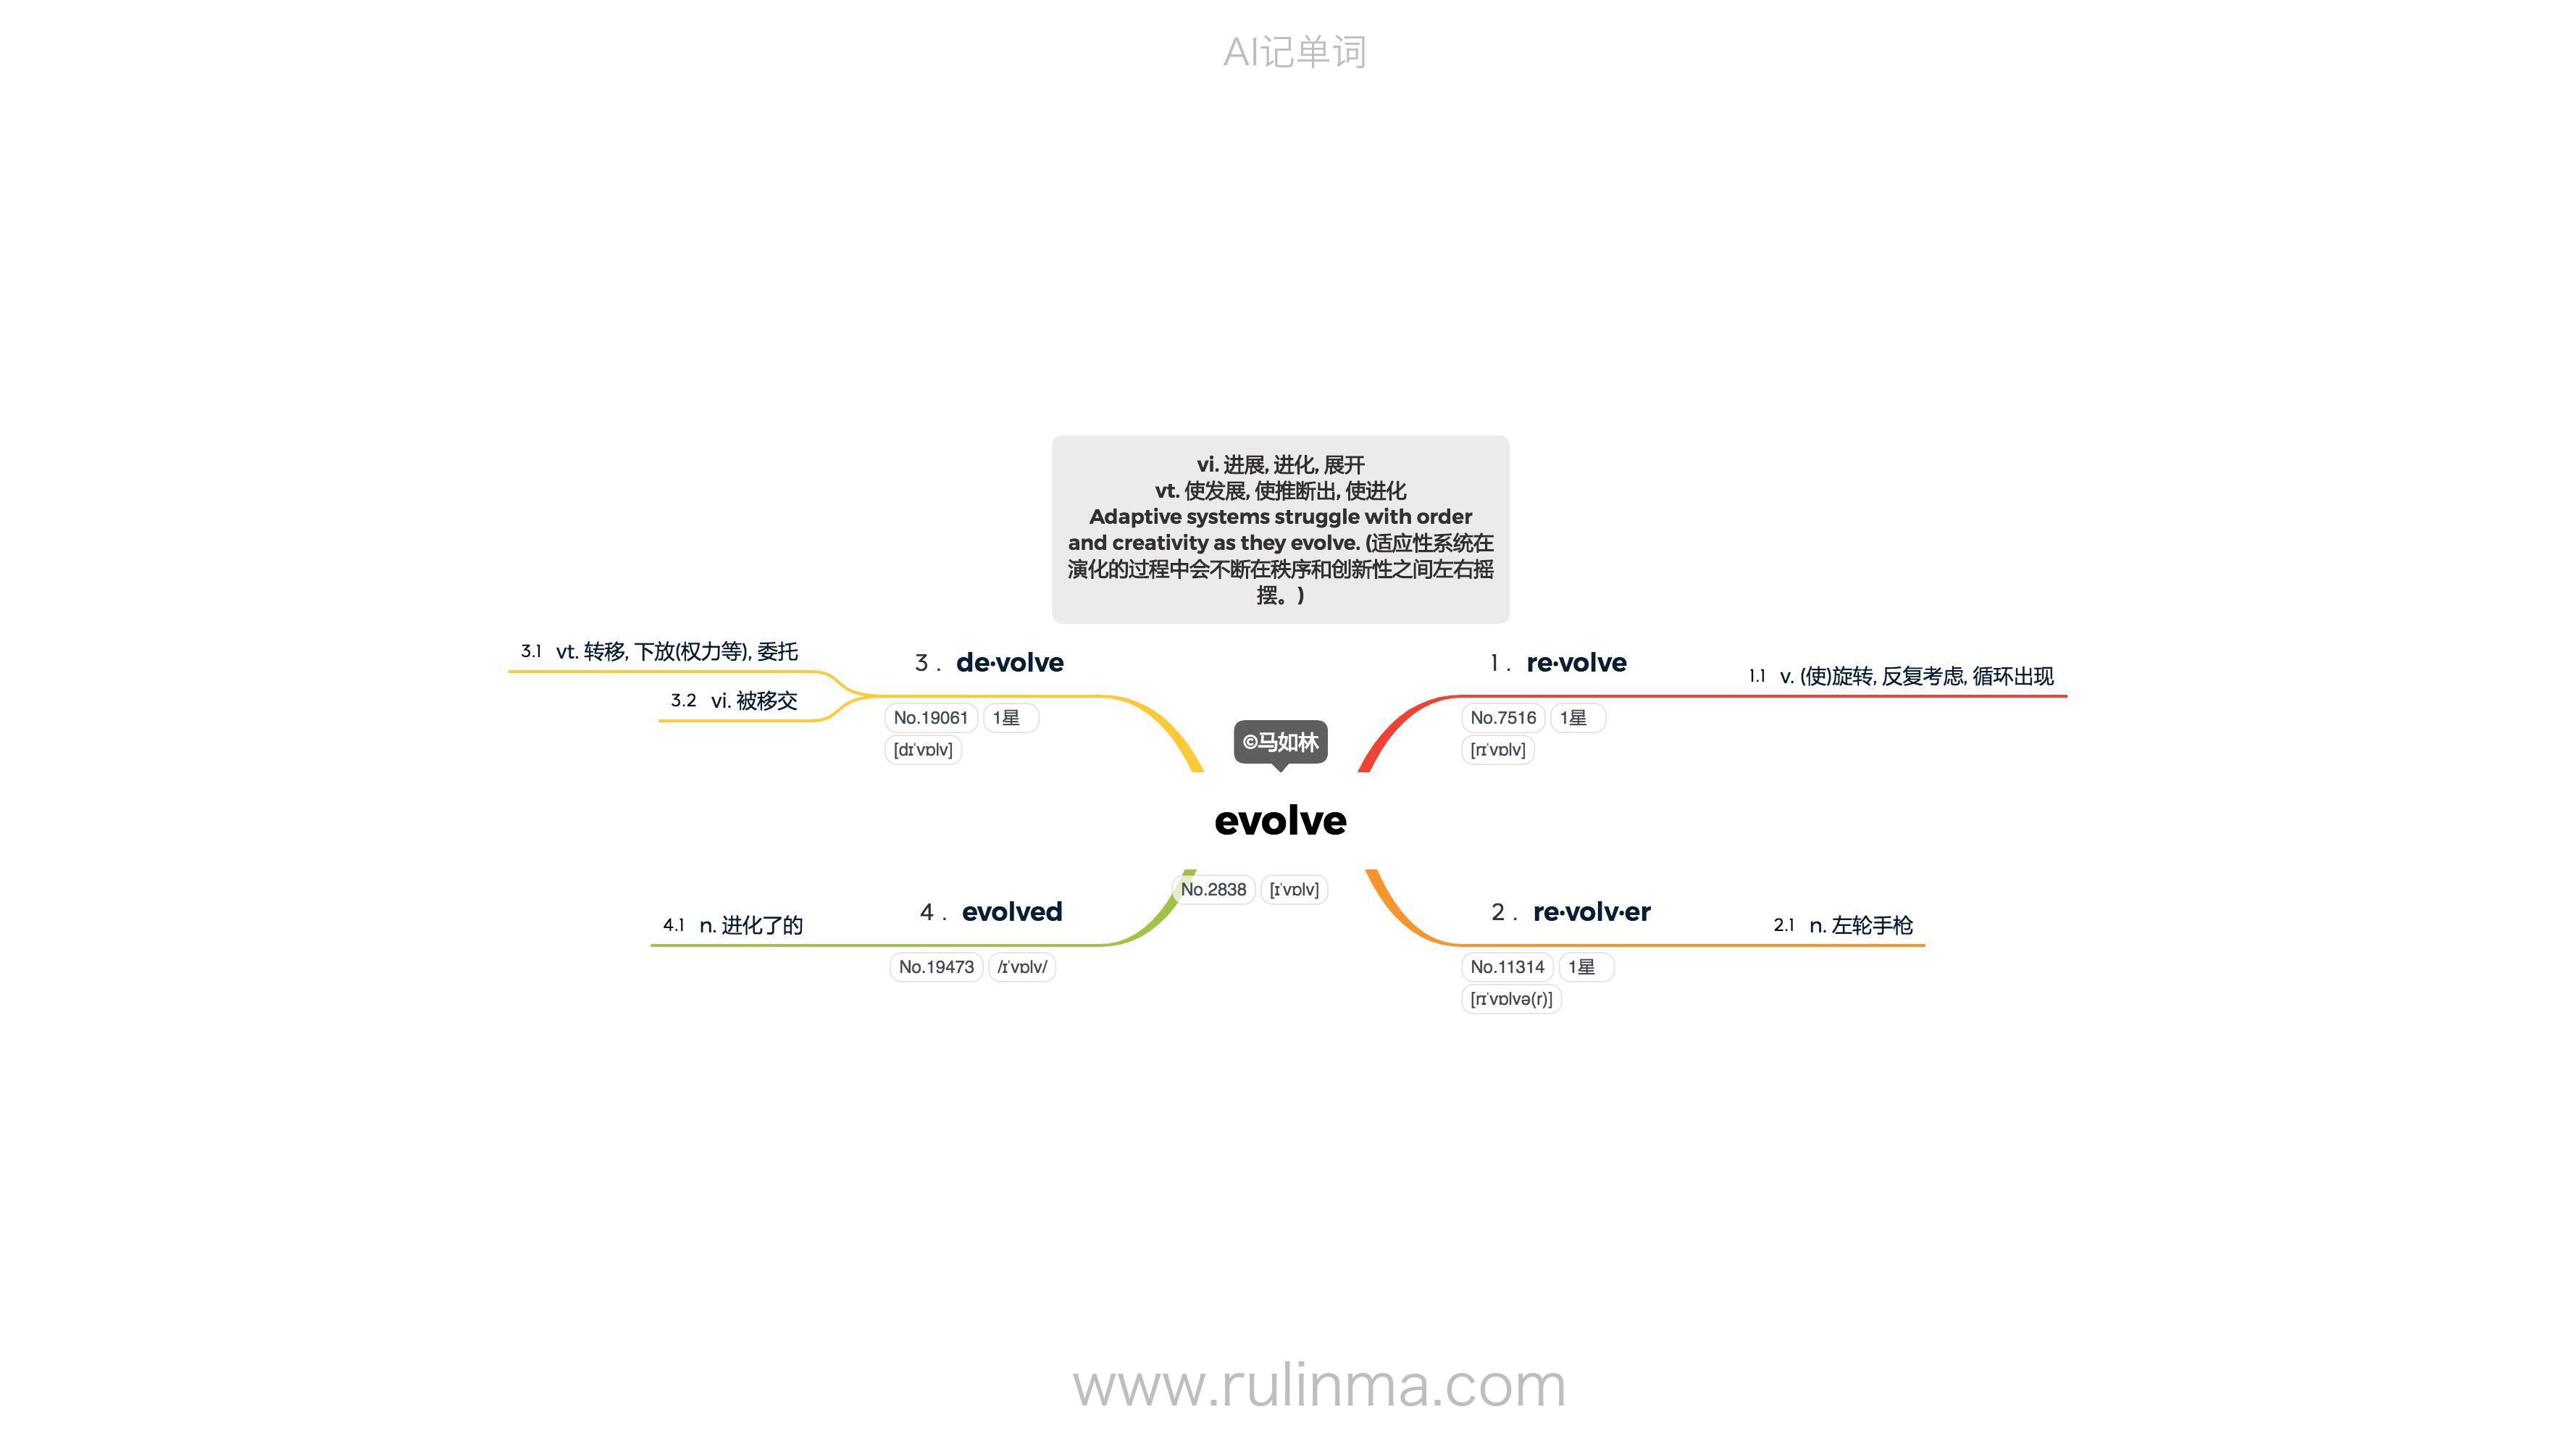 AI记单词
vi. 进展, 进化, 展开
vt. 使发展, 使推断出, 使进化
Adaptive systems struggle with order
and creativity as they evolve. (适应性系统在
演化的过程中会不断在秩序和创新性之间左右摇
摆。)
©马如林
evolve
No.2838 [ɪˈvɒlv]
1. re·volve
No.7516 1星
[rɪˈvɒlv]
1.1 v. (使)旋转, 反复考虑, 循环出现
2. re·volv·er
No.11314 1星
[rɪˈvɒlvə(r)]
2.1 n. 左轮手枪
3. de·volve
No.19061 1星
[dɪˈvɒlv]
3.1 vt. 转移, 下放(权力等), 委托
3.2 vi. 被移交
4. evolved
No.19473 /ɪˈvɒlv/
4.1 n. 进化了的
www.rulinma.com